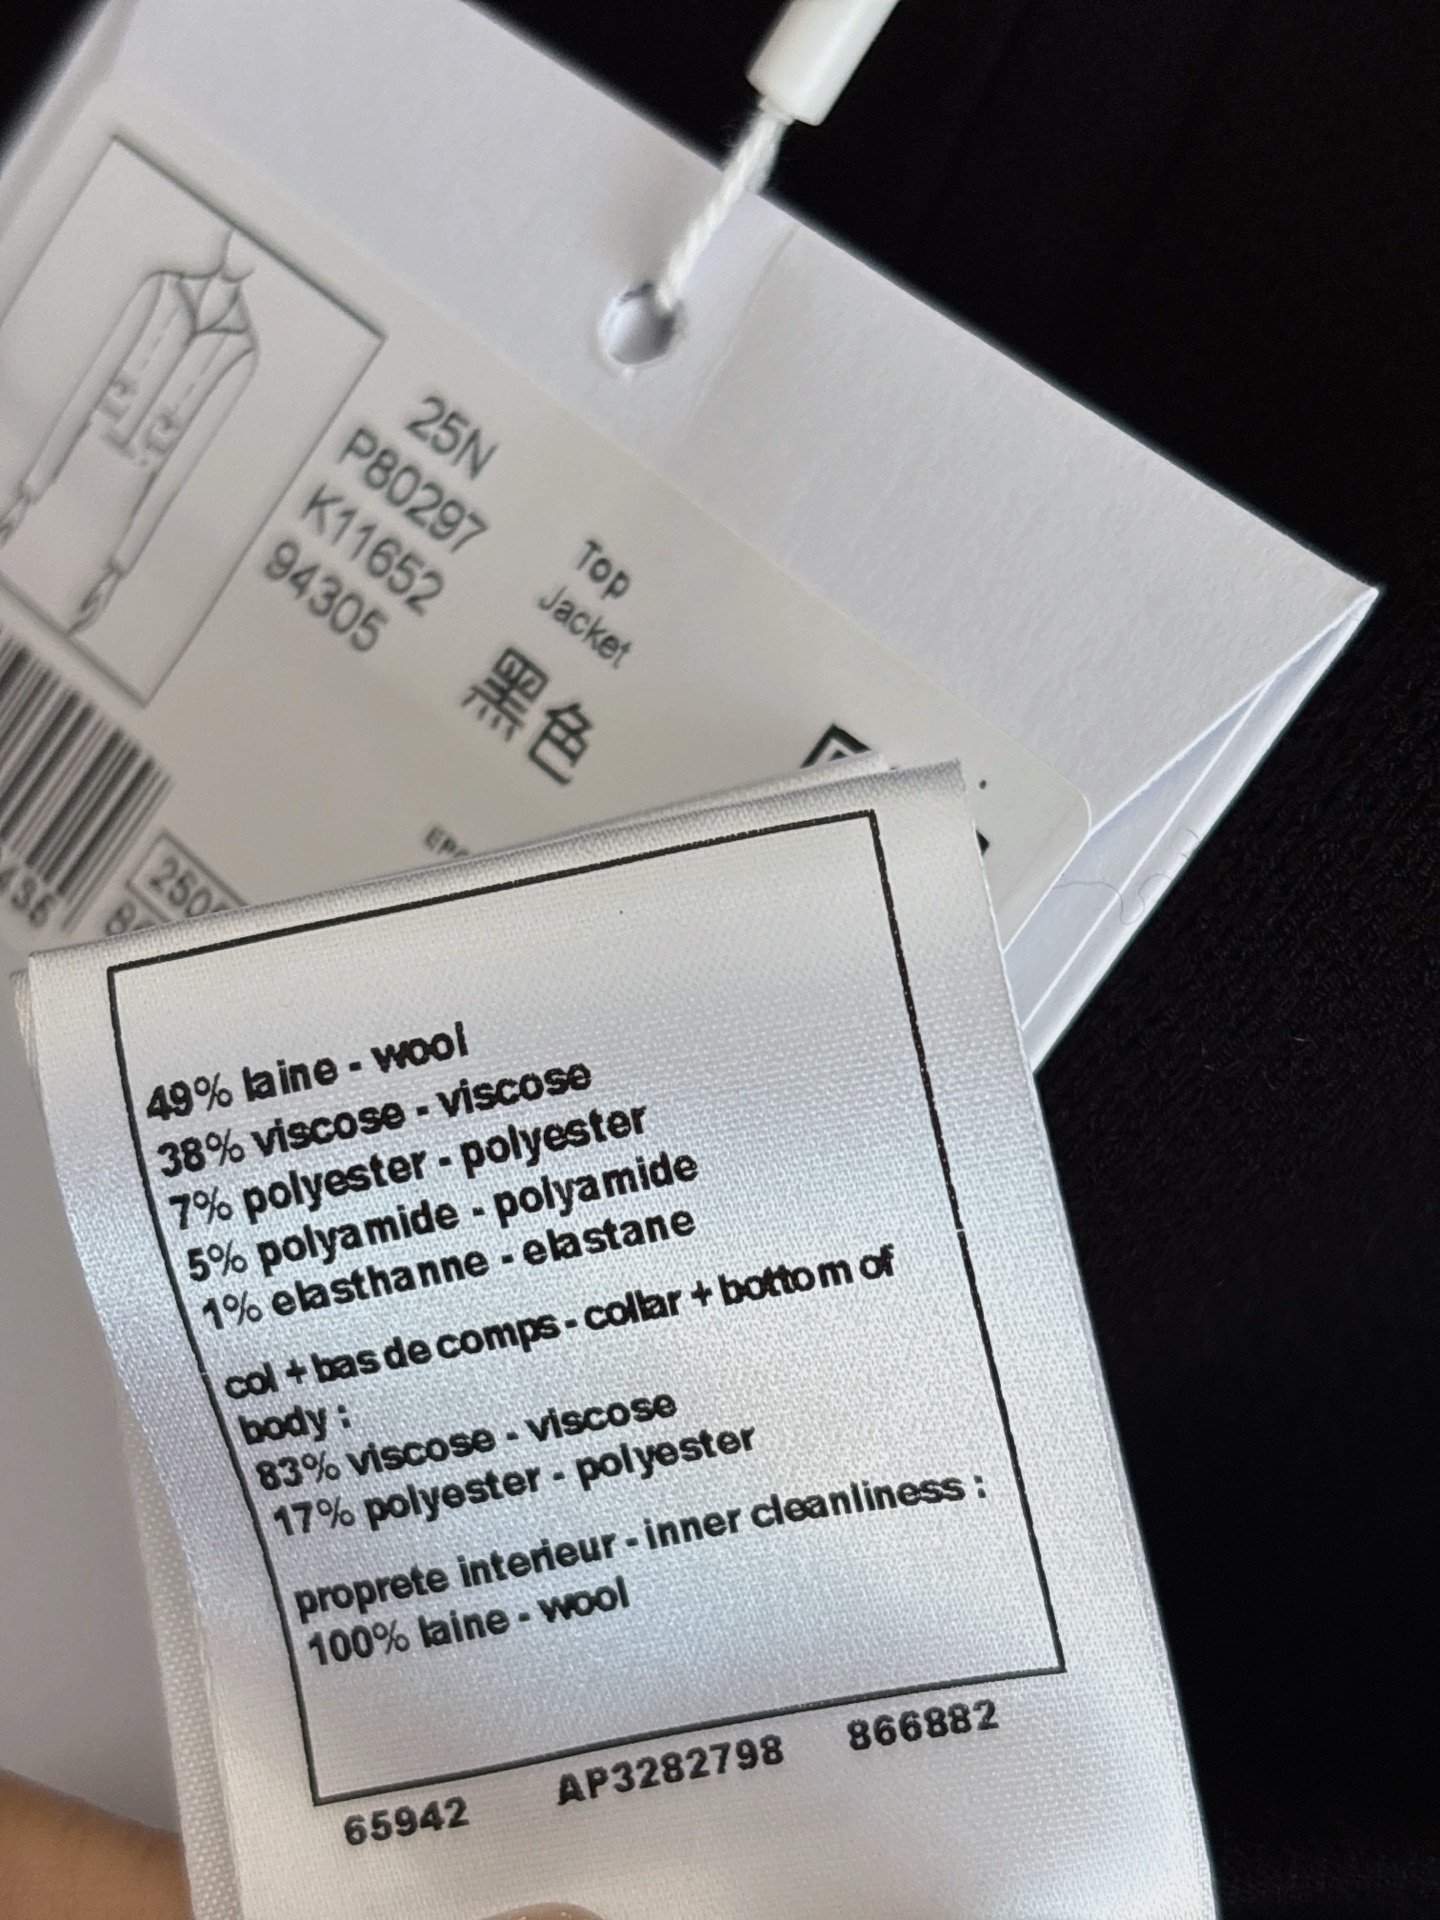 25N
P80297
K11652
94305
Top
Jacket
黑色
49% laine - wool
38% viscose - viscose
7% polyester - polyester
5% polyamide - polyamide
1% elasthanne - elastane
col + bas de comps - collar + bottom of
body :
83% viscose - viscose
17% polyester - polyester
proprete interieur - inner cleanliness :
100% laine - wool
65942 AP3282798 866882